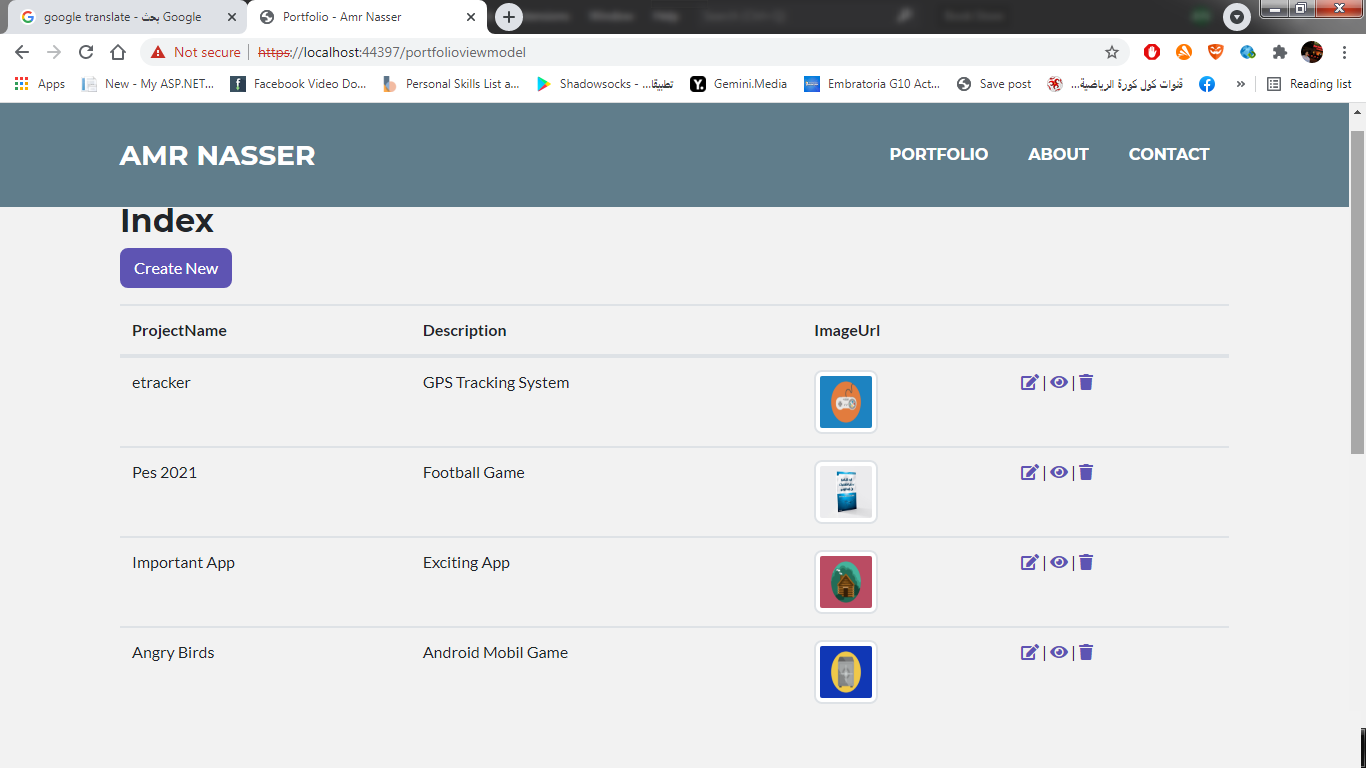 google translate - بحث Google
Portfolio - Amr Nasser
Window Help
Not secure https://localhost:44397/portfolioviewmodel
Apps New - My ASP.NET... Facebook Video Do... Personal Skills List a... Shadowsocks - تطبيقا... Gemini.Media Embratoria G10 Act... Save post قنوات كول كورة الرياضية... » Reading list
AMR NASSER PORTFOLIO ABOUT CONTACT
Index
Create New
ProjectName Description ImageUrl
etracker GPS Tracking System | |
Pes 2021 Football Game | |
Important App Exciting App | |
Angry Birds Android Mobil Game | |